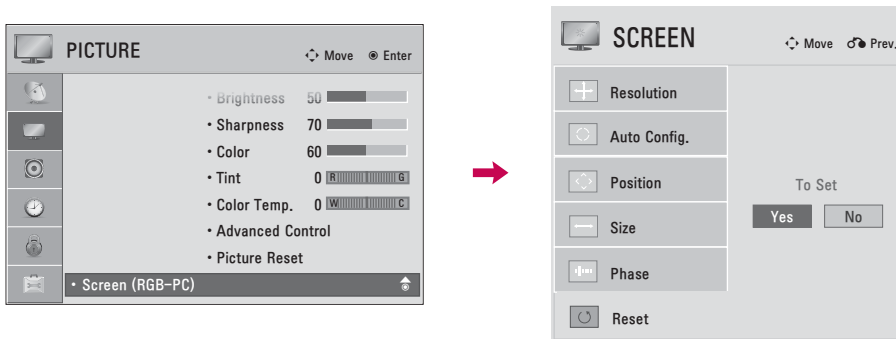 PICTURE
Move Enter
• Brightness 50
• Sharpness 70
• Color 60
• Tint 0 R G
• Color Temp. 0 W C
• Advanced Control
• Picture Reset
• Screen (RGB-PC)
SCREEN
Move Prev.
Resolution
Auto Config.
Position
Size
Phase
Reset
To Set
Yes No